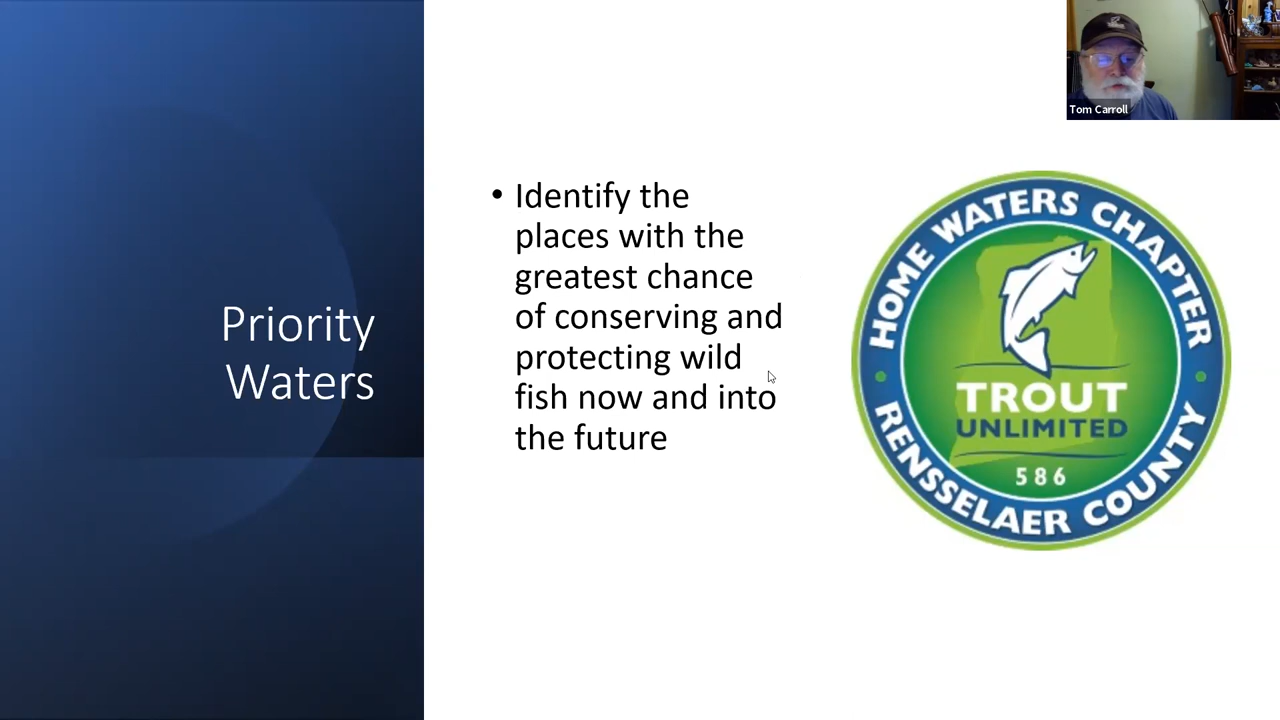 Tom Carroll
Priority
Waters
• Identify the
places with the
greatest chance
of conserving and
protecting wild
fish now and into
the future
HOME WATERS CHAPTER
TROUT
UNLIMITED
586
RENSSELAER COUNTY